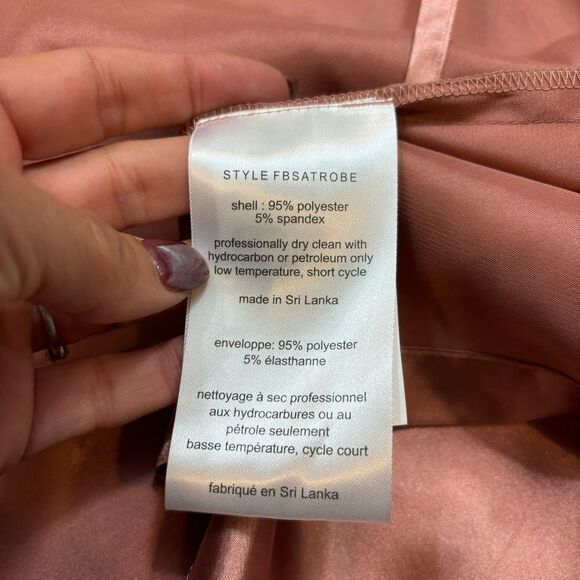 STYLE FBSATROBE
shell : 95% polyester
5% spandex
professionally dry clean with
hydrocarbon or petroleum only
low temperature, short cycle
made in Sri Lanka
enveloppe: 95% polyester
5% élasthanne
nettoyage à sec professionnel
aux hydrocarbures ou au
pétrole seulement
basse température, cycle court
fabriqué en Sri Lanka